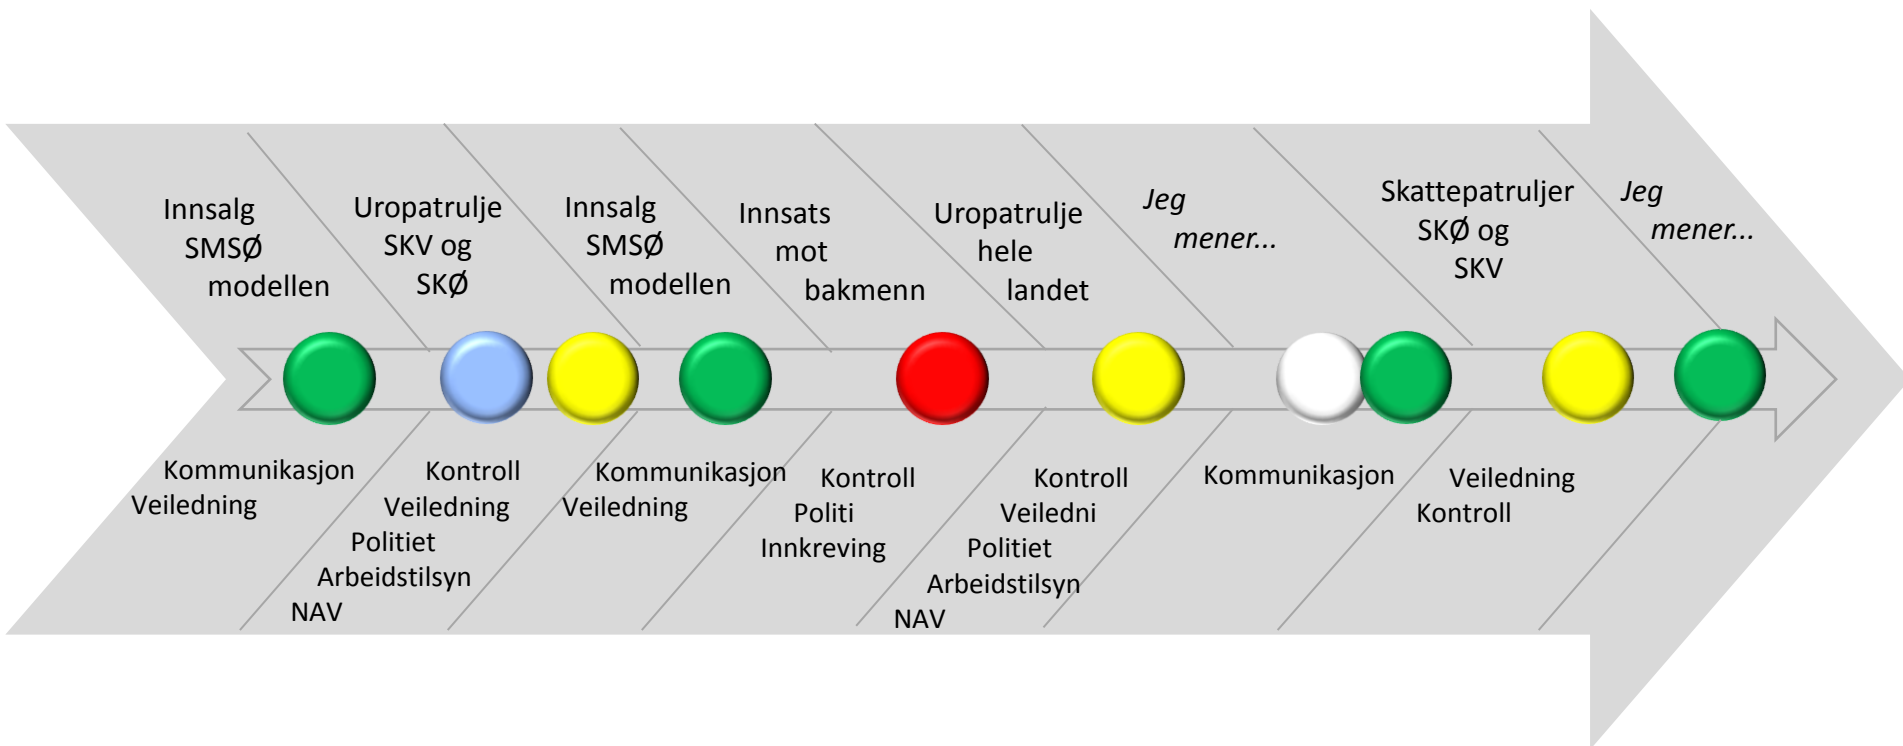 Innsalg
SMSØ
modellen
Uropatrulje
SKV og
SKØ
Innsalg
SMSØ
modellen
Innsats
mot
bakmenn
Uropatrulje
hele
landet
Jeg
mener...
Skattepatruljer
SKØ og
SKV
Jeg
mener...
Kommunikasjon
Veiledning
Kontroll
Veiledning
Politiet
Arbeidstilsyn
NAV
Kommunikasjon
Veiledning
Kontroll
Politi
Innkreving
Kontroll
Veiledni
Politiet
Arbeidstilsyn
NAV
Kommunikasjon
Veiledning
Kontroll